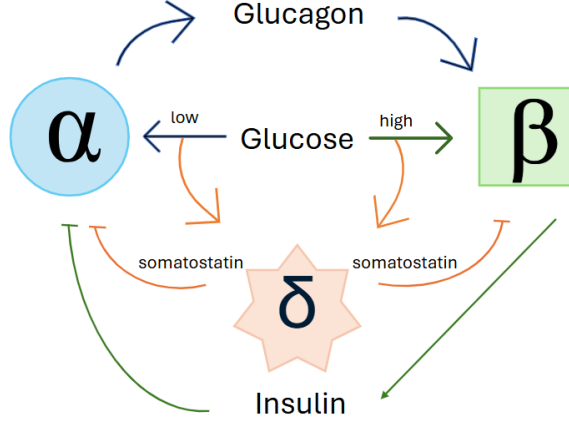 Glucagon
α
low
Glucose
high
β
somatostatin
δ
somatostatin
Insulin